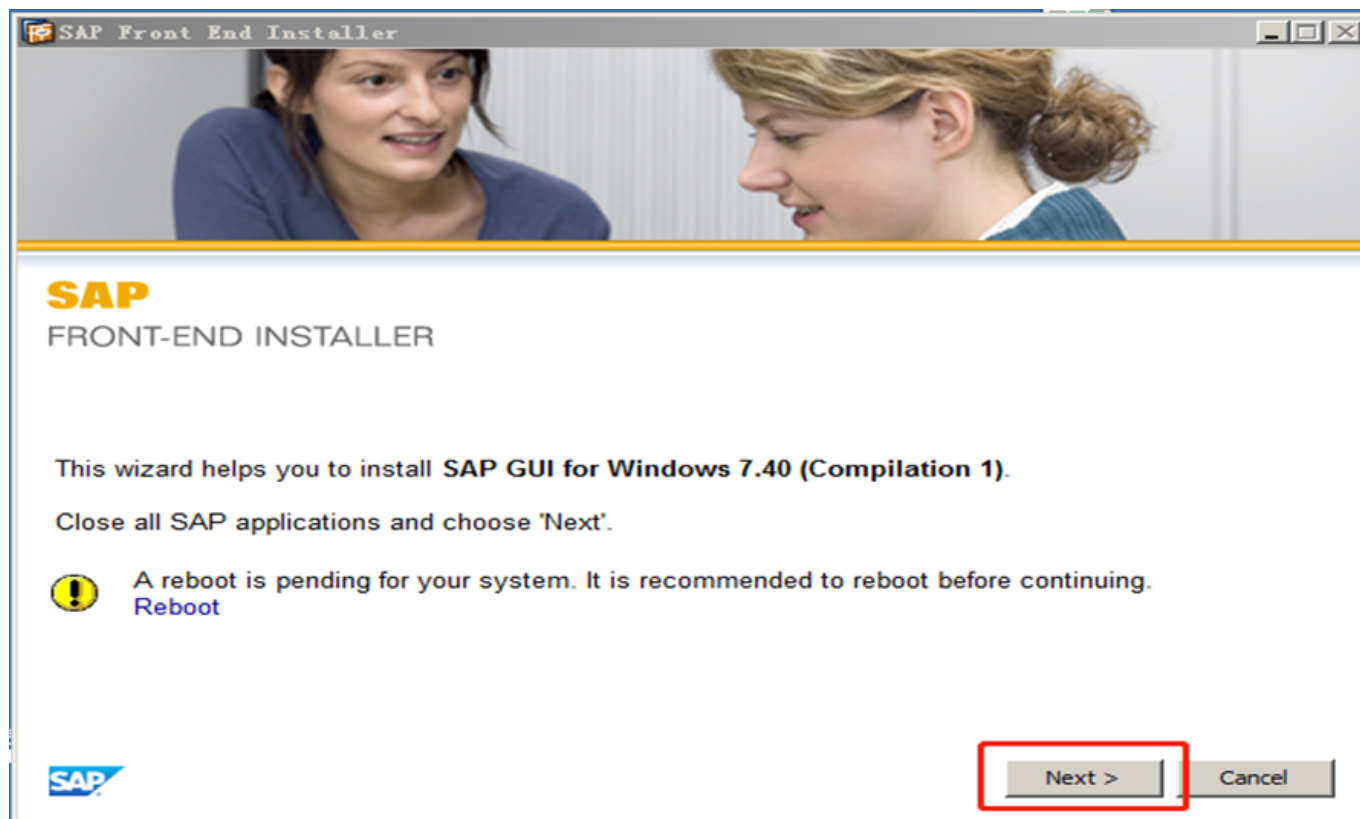 SAP Front End Installer
SAP
FRONT-END INSTALLER
This wizard helps you to install SAP GUI for Windows 7.40 (Compilation 1).
Close all SAP applications and choose 'Next'.
A reboot is pending for your system. It is recommended to reboot before continuing.
Reboot
SAP
Next >
Cancel